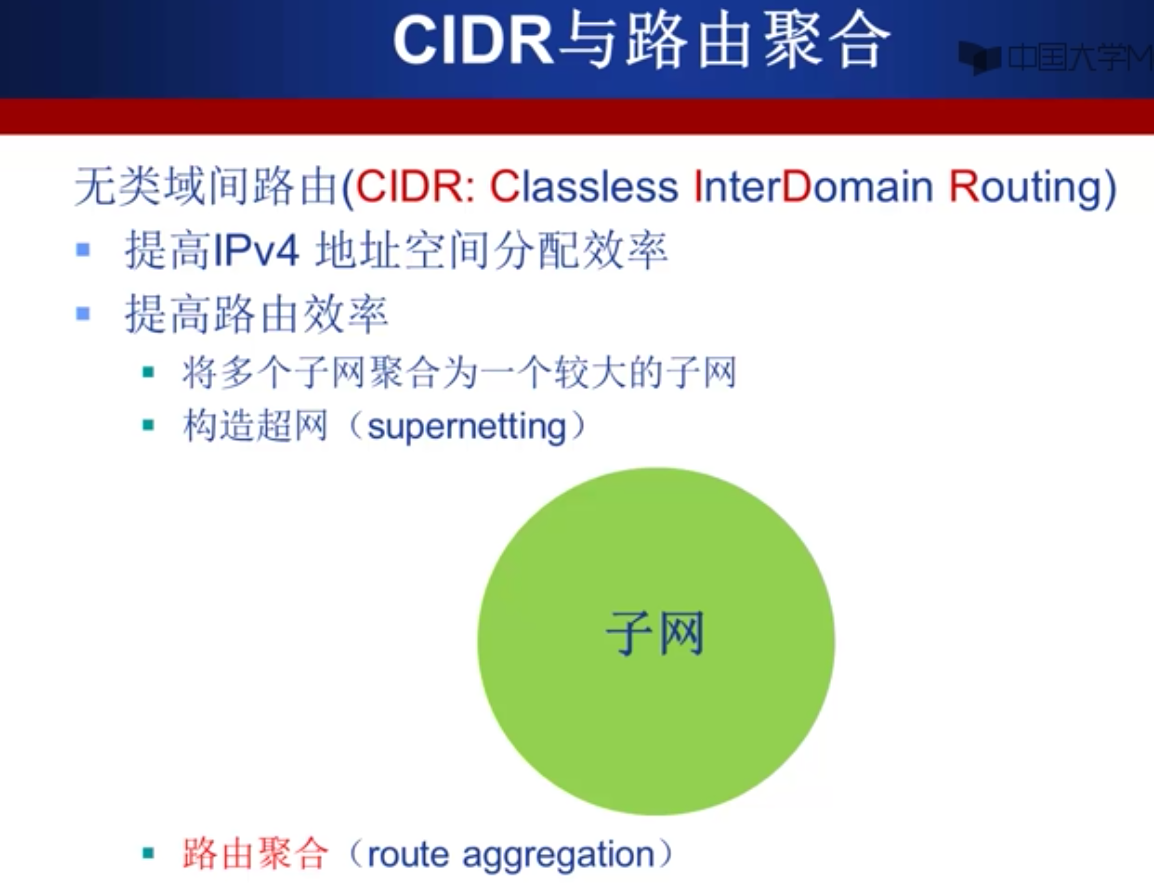 CIDR与路由聚合
中国大学M
无类域间路由(CIDR: Classless InterDomain Routing)
提高IPv4 地址空间分配效率
提高路由效率
将多个子网聚合为一个较大的子网
构造超网（supernetting）
子网
路由聚合（route aggregation）